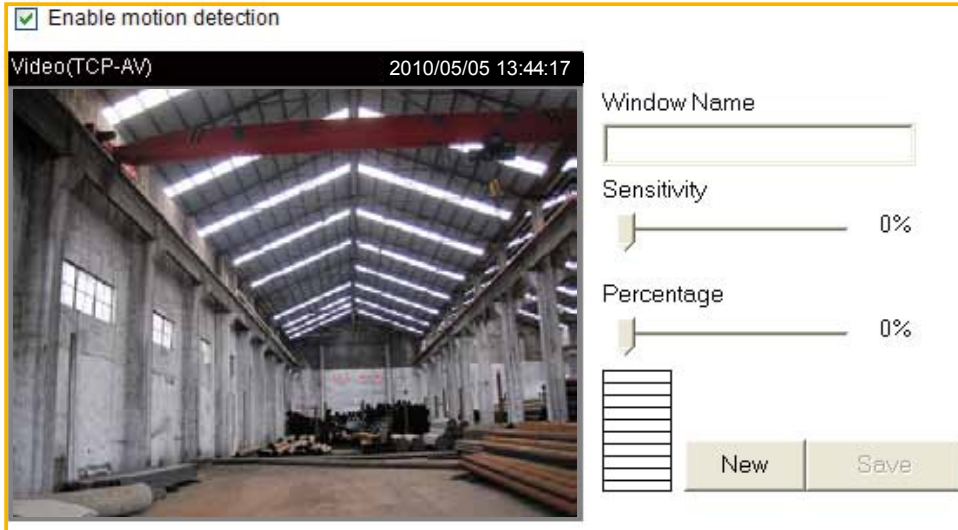 Enable motion detection
Video(TCP-AV) 2010/05/05 13:44:17
Window Name
Sensitivity
0%
Percentage
0%
New Save